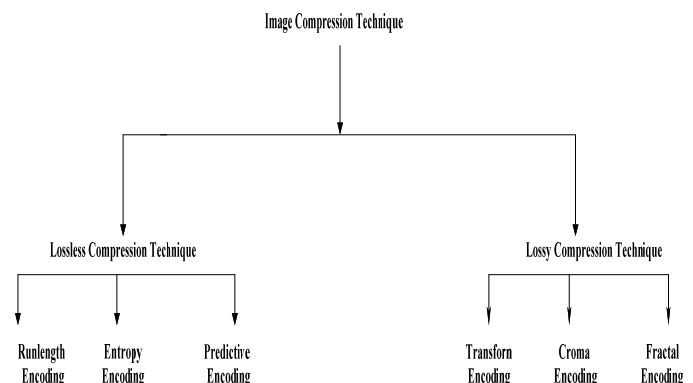 Image Compression Technique
Lossless Compression Technique
Lossy Compression Technique
Runlength
Encoding
Entropy
Encoding
Predictive
Encoding
Transforn
Encoding
Croma
Encoding
Fractal
Encoding